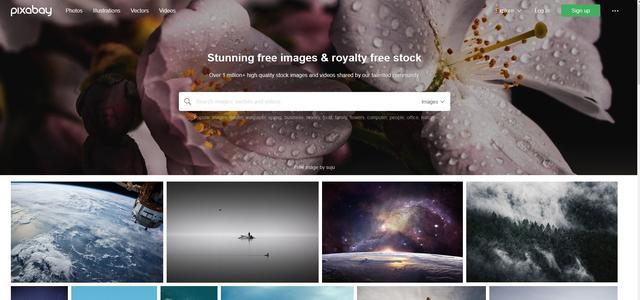 pixabay Photos Illustrations Vectors Videos Explore Log in Sign up
Stunning free images & royalty free stock
Over 1 million+ high quality stock images and videos shared by our talented community
Search images, vectors and videos Images
Popular Images: wallpaper, spring, business, money, food, family, flowers, computer, people, office,
Free image by suju